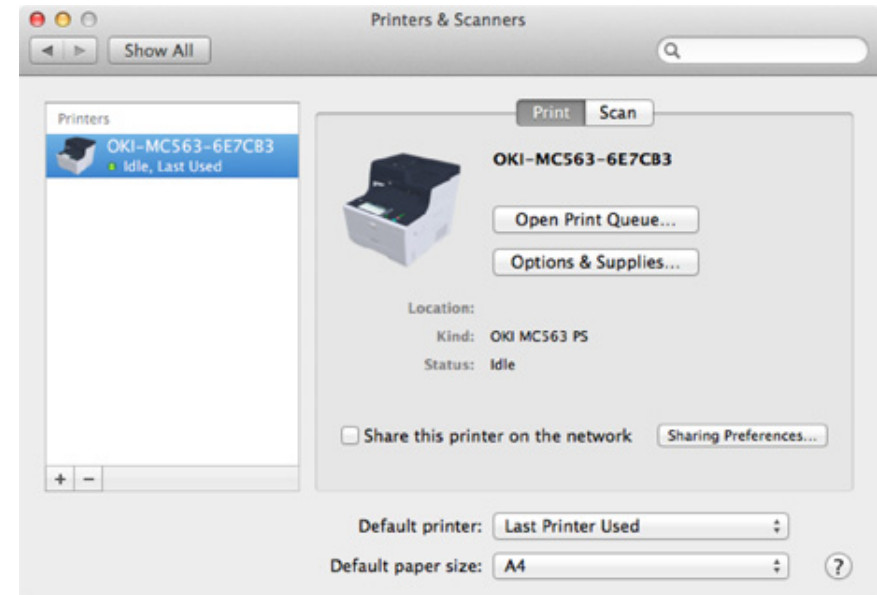 Printers & Scanners
Show All
Printers
OKI-MC563-6E7CB3
Idle, Last Used
Print Scan
OKI-MC563-6E7CB3
Open Print Queue...
Options & Supplies...
Location:
Kind: OKI MC563 PS
Status: Idle
Share this printer on the network Sharing Preferences...
+ −
Default printer: Last Printer Used
Default paper size: A4 ?